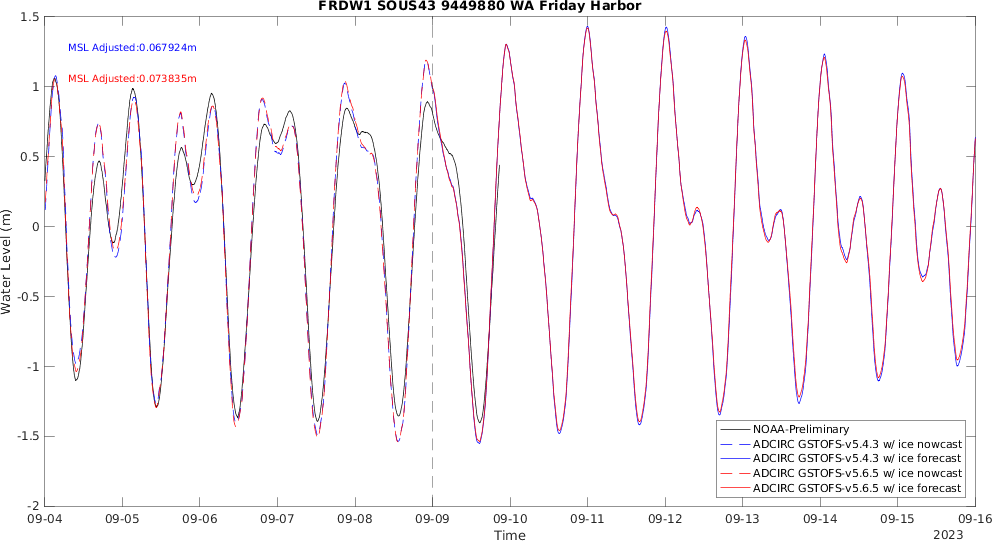 FRDW1 SOUS43 9449880 WA Friday Harbor
1.5
MSL Adjusted:0.067924m
MSL Adjusted:0.073835m
1
0.5
0
-0.5
-1
-1.5
-2
Water Level (m)
NOAA-Preliminary
ADCIRC GSTOFS-v5.4.3 w/ ice nowcast
ADCIRC GSTOFS-v5.4.3 w/ ice forecast
ADCIRC GSTOFS-v5.6.5 w/ ice nowcast
ADCIRC GSTOFS-v5.6.5 w/ ice forecast
09-04 09-05 09-06 09-07 09-08 09-09 09-10 09-11 09-12 09-13 09-14 09-15 09-16
Time
2023